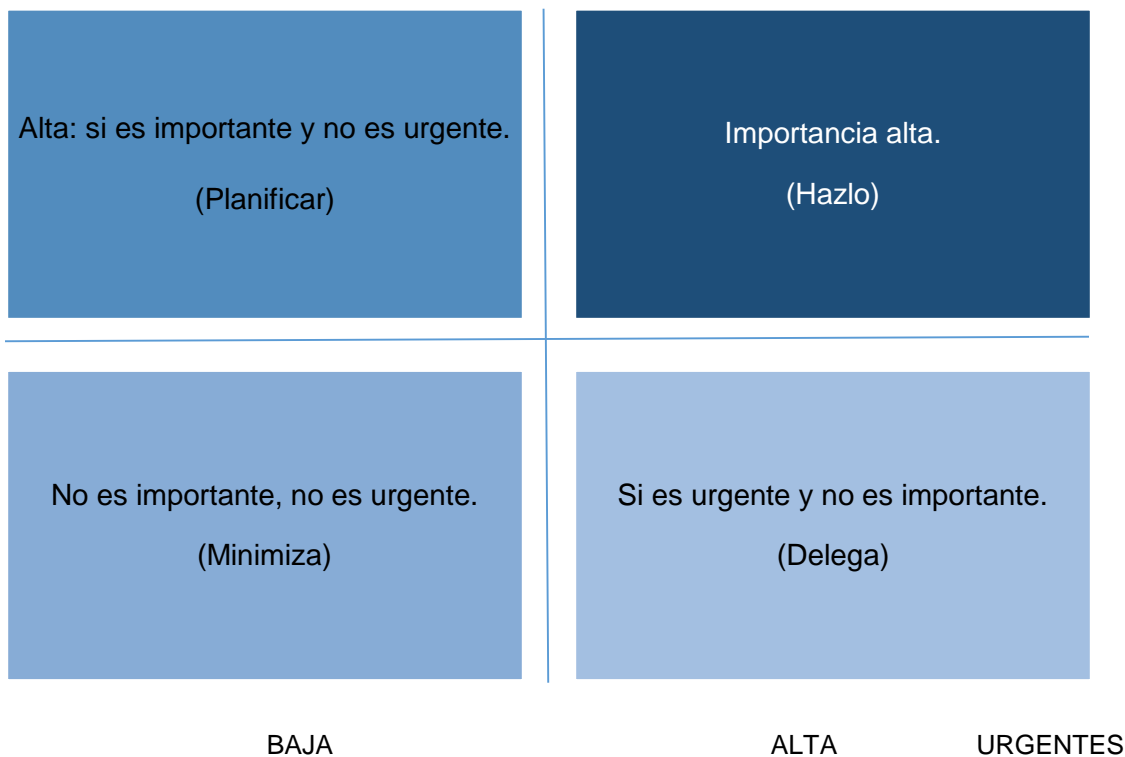 Alta: si es importante y no es urgente.
(Planificar)
Importancia alta.
(Hazlo)
No es importante, no es urgente.
(Minimiza)
Si es urgente y no es importante.
(Delega)
BAJA
ALTA
URGENTES